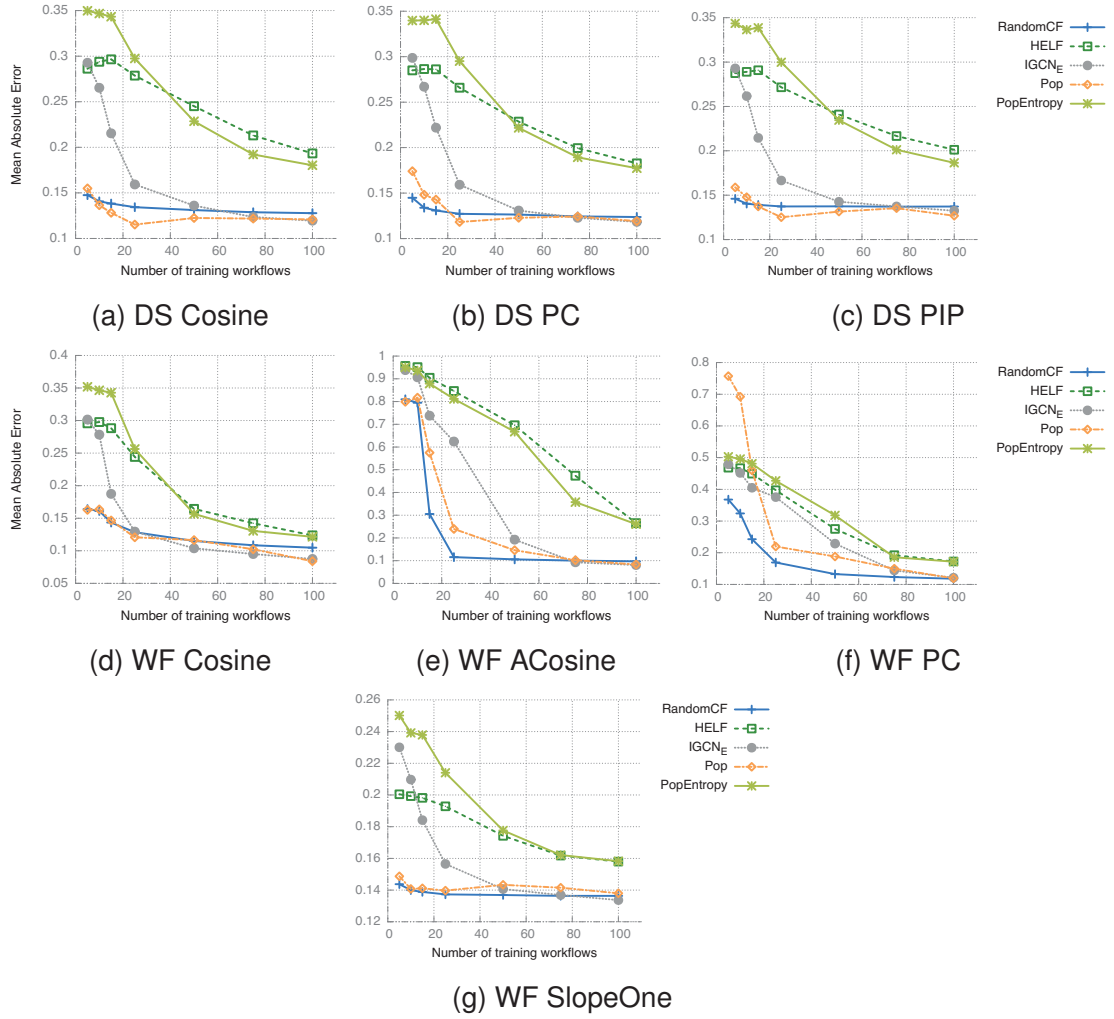 0.35
0.3
0.25
0.2
0.15
0.1
0 20 40 60 80 100
Mean Absolute Error
Number of training workflows
(a) DS Cosine
0.35
0.3
0.25
0.2
0.15
0.1
0 20 40 60 80 100
Number of training workflows
(b) DS PC
0.35
0.3
0.25
0.2
0.15
0.1
0 20 40 60 80 100
Number of training workflows
(c) DS PIP
RandomCF
HELF
IGCN_E
Pop
PopEntropy
0.4
0.35
0.3
0.25
0.2
0.15
0.1
0.05
0 20 40 60 80 100
Mean Absolute Error
Number of training workflows
(d) WF Cosine
1
0.9
0.8
0.7
0.6
0.5
0.4
0.3
0.2
0.1
0
0 20 40 60 80 100
Number of training workflows
(e) WF ACosine
0.8
0.7
0.6
0.5
0.4
0.3
0.2
0.1
0 20 40 60 80 100
Number of training workflows
(f) WF PC
RandomCF
HELF
IGCN_E
Pop
PopEntropy
0.26
0.24
0.22
0.2
0.18
0.16
0.14
0.12
0 20 40 60 80 100
Number of training workflows
(g) WF SlopeOne
RandomCF
HELF
IGCN_E
Pop
PopEntropy